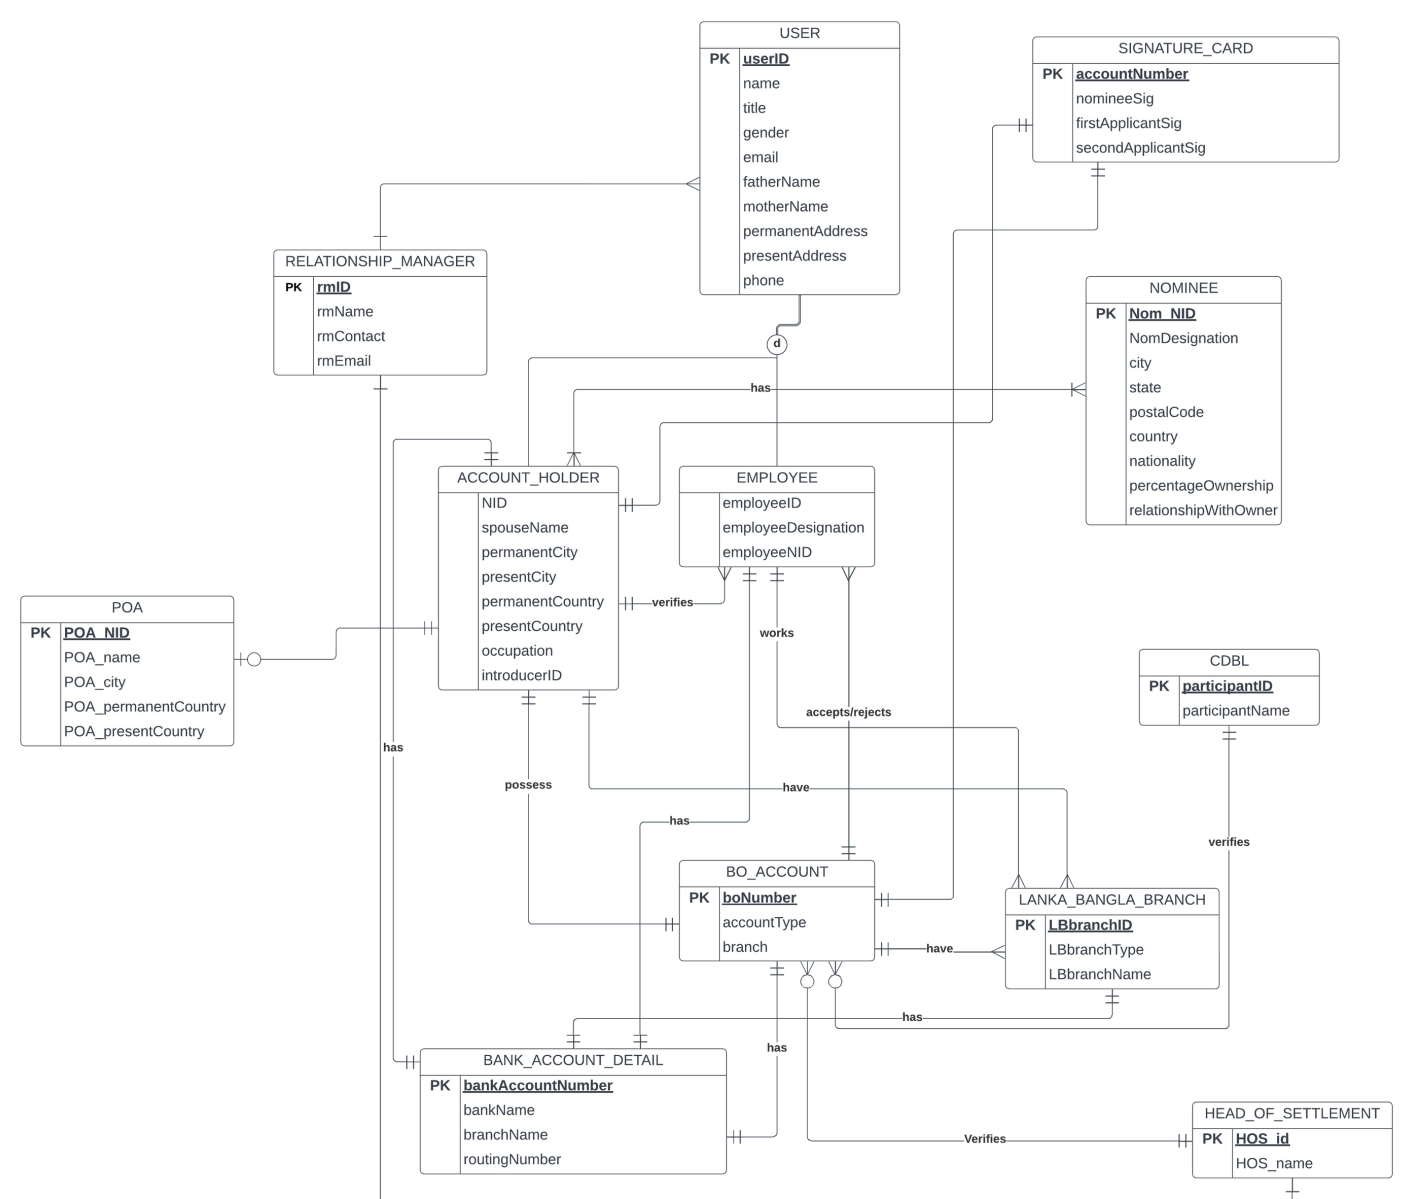 USER
PK userID
name
title
gender
email
fatherName
motherName
permanentAddress
presentAddress
phone
SIGNATURE_CARD
PK accountNumber
nomineeSig
firstApplicantSig
secondApplicantSig
RELATIONSHIP_MANAGER
PK rmID
rmName
rmContact
rmEmail
NOMINEE
PK Nom_NID
NomDesignation
city
state
postalCode
country
nationality
percentageOwnership
relationshipWithOwner
d
has
ACCOUNT_HOLDER
NID
spouseName
permanentCity
presentCity
permanentCountry
presentCountry
occupation
introducerID
EMPLOYEE
employeeID
employeeDesignation
employeeNID
verifies
works
POA
PK POA_NID
POA_name
POA_city
POA_permanentCountry
POA_presentCountry
CDBL
PK participantID
participantName
accepts/rejects
has
possess
have
has
verifies
BO_ACCOUNT
PK boNumber
accountType
branch
LANKA_BANGLA_BRANCH
PK LBbranchID
LBbranchType
LBbranchName
have
has
has
BANK_ACCOUNT_DETAIL
PK bankAccountNumber
bankName
branchName
routingNumber
Verifies
HEAD_OF_SETTLEMENT
PK HOS_id
HOS_name